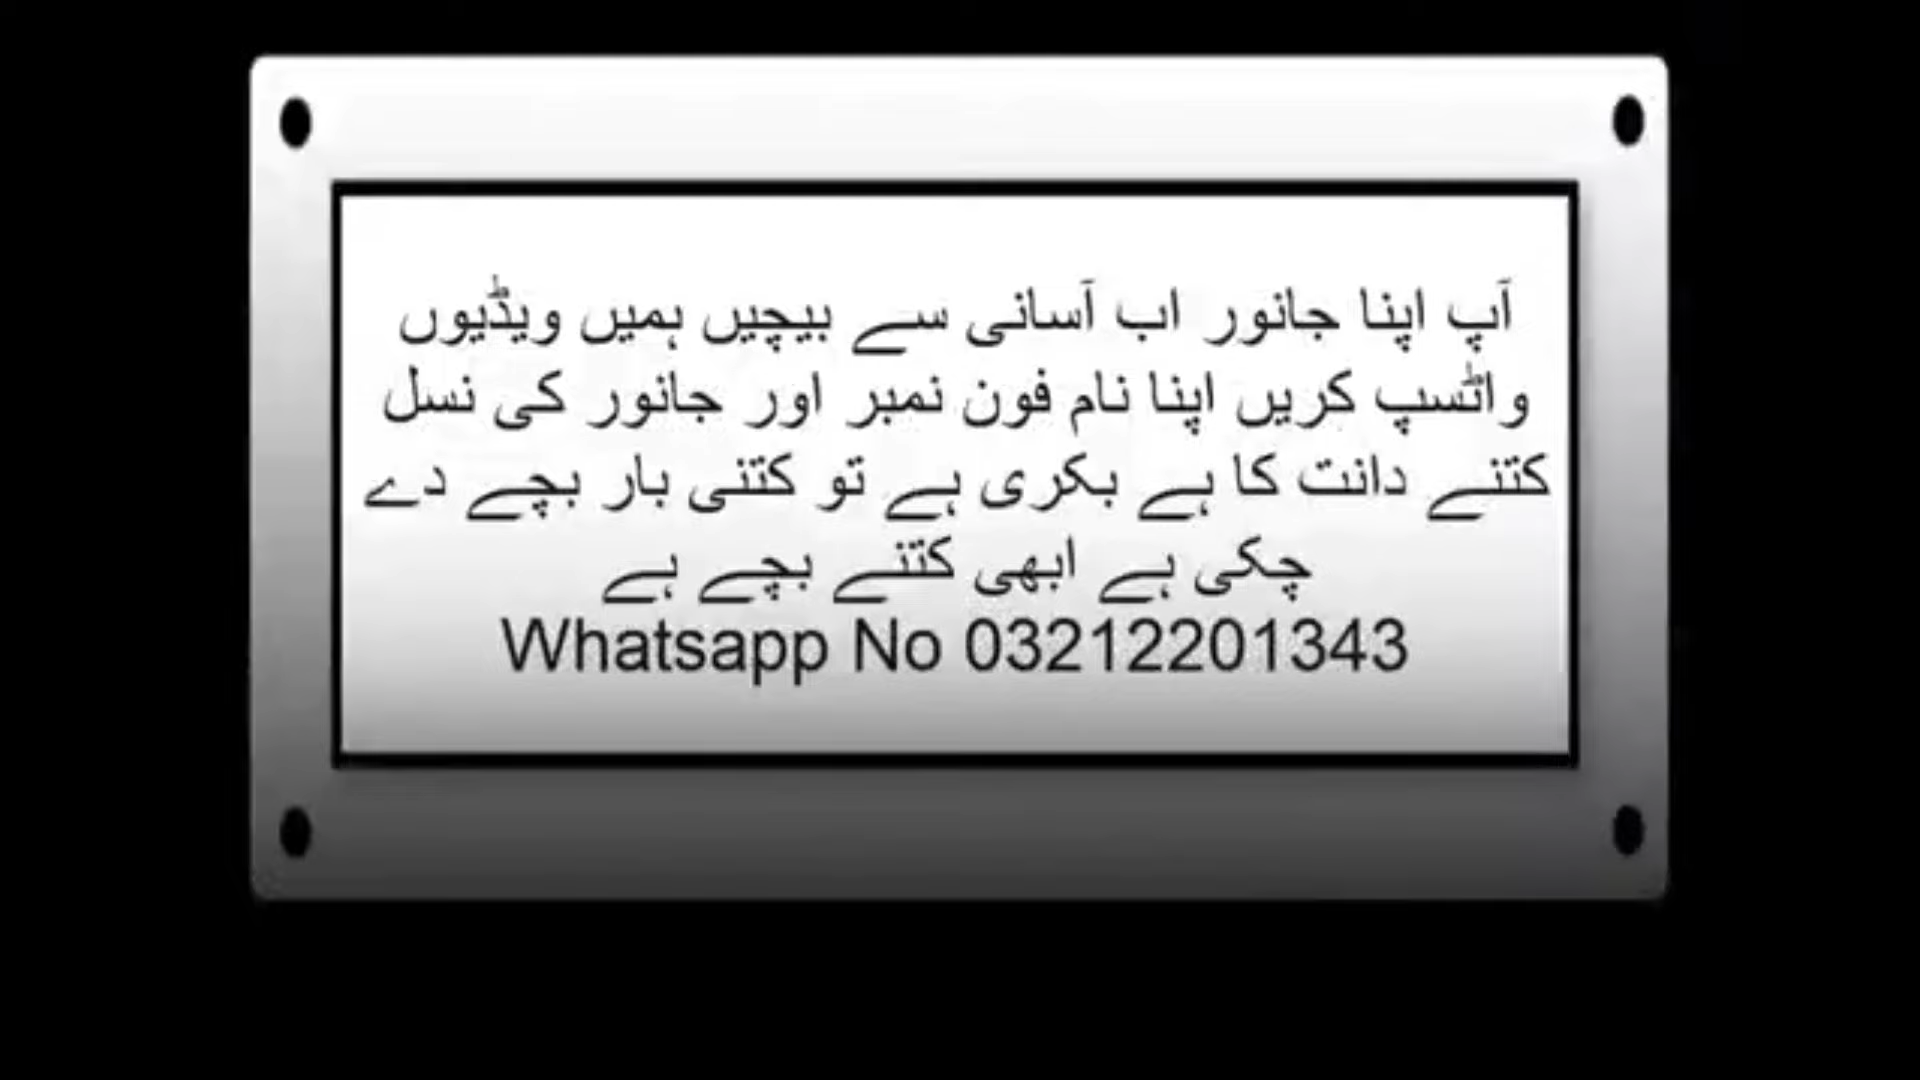 آپ اپنا جانور اب آسانی سے بیچیں ہمیں ویڈیوں
واٹسپ کریں اپنا نام فون نمبر اور جانور کی نسل
کتنے دانت کا ہے بکری ہے تو کتنی بار بچے دے
چکی ہے ابھی کتنے بچے ہے
Whatsapp No 03212201343